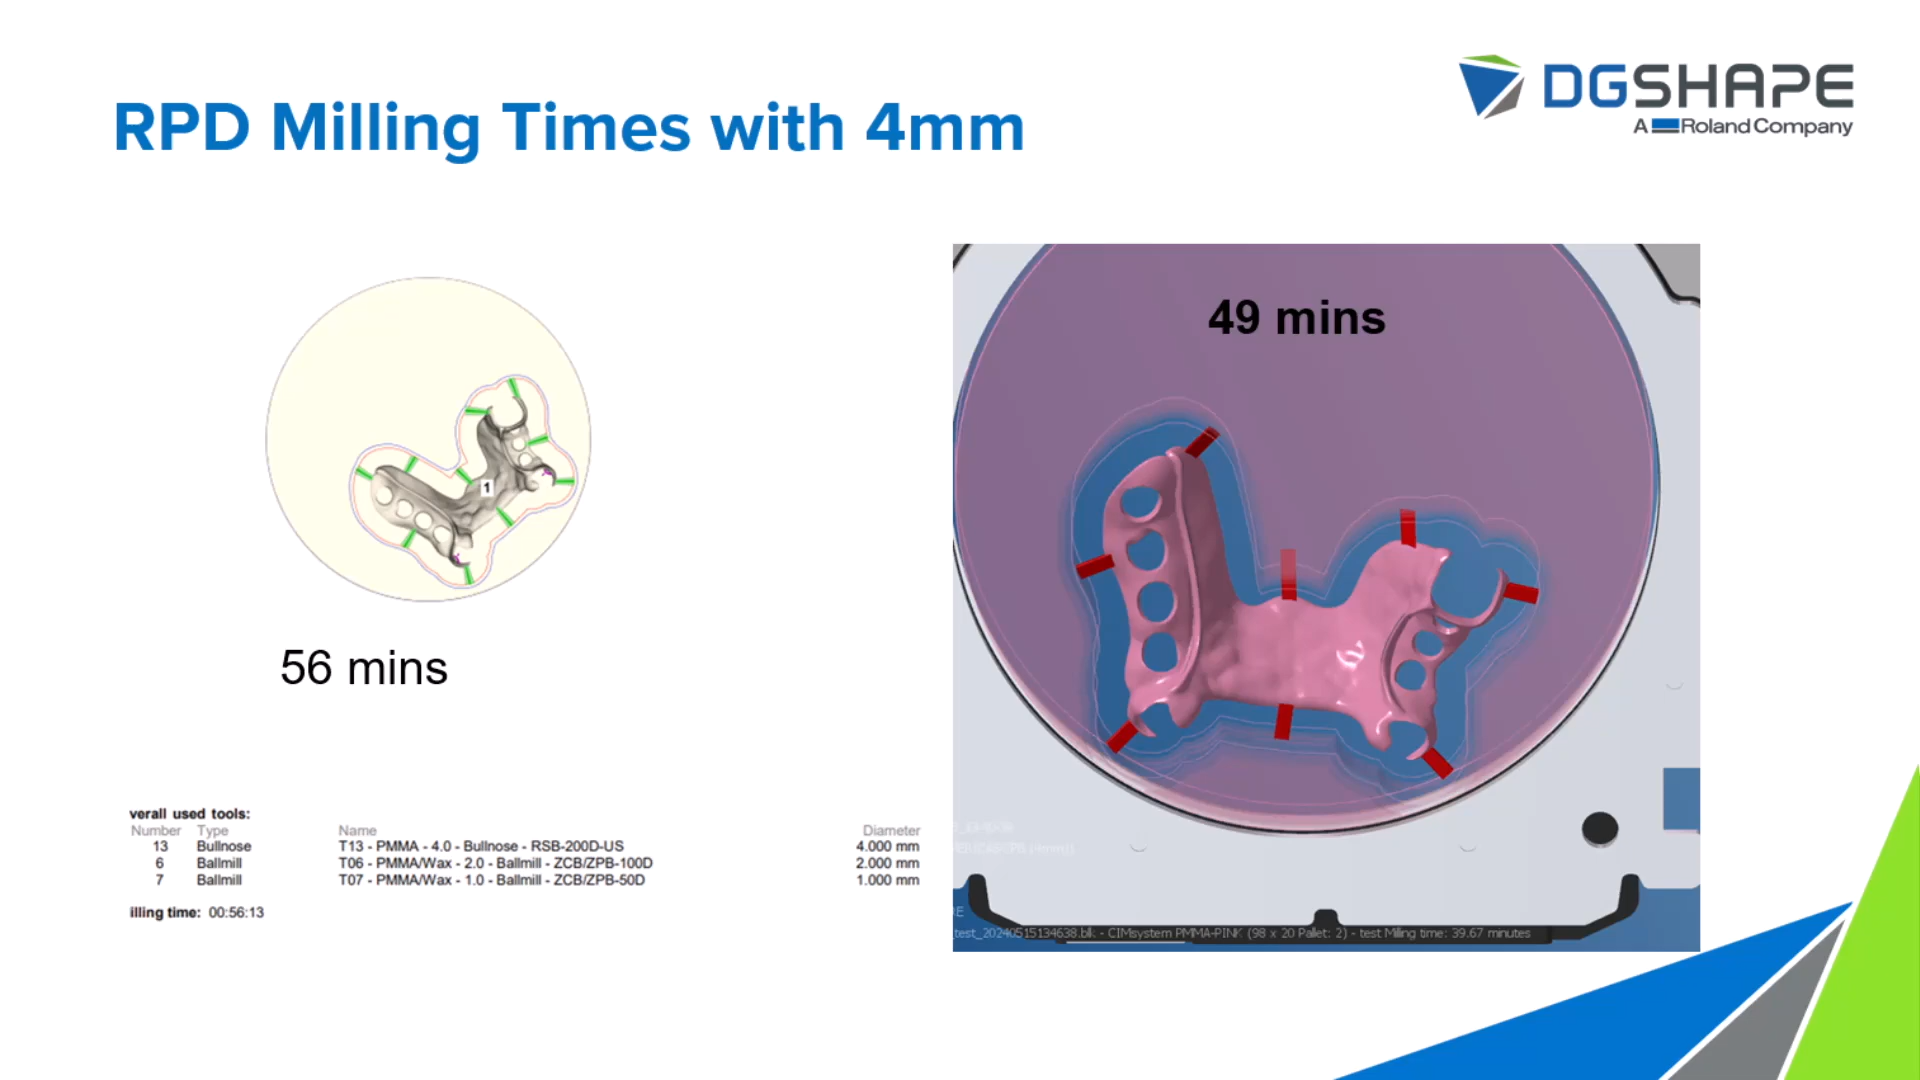 RPD Milling Times with 4mm
DGSHAPE
A Roland Company
49 mins
1
56 mins
verall used tools:
Number Type Name Diameter
13 Bullnose T13 - PMMA - 4.0 - Bullnose - RSB-200D-US 4.000 mm
6 Ballmill T06 - PMMA/Wax - 2.0 - Ballmill - ZCB/ZPB-100D 2.000 mm
7 Ballmill T07 - PMMA/Wax - 1.0 - Ballmill - ZCB/ZPB-50D 1.000 mm
illing time: 00:56:13
test_20240515134638.blk - CIMsystem PMMA-PINK (98 x 20 Pallet: 2) - test Milling time: 39.67 minutes